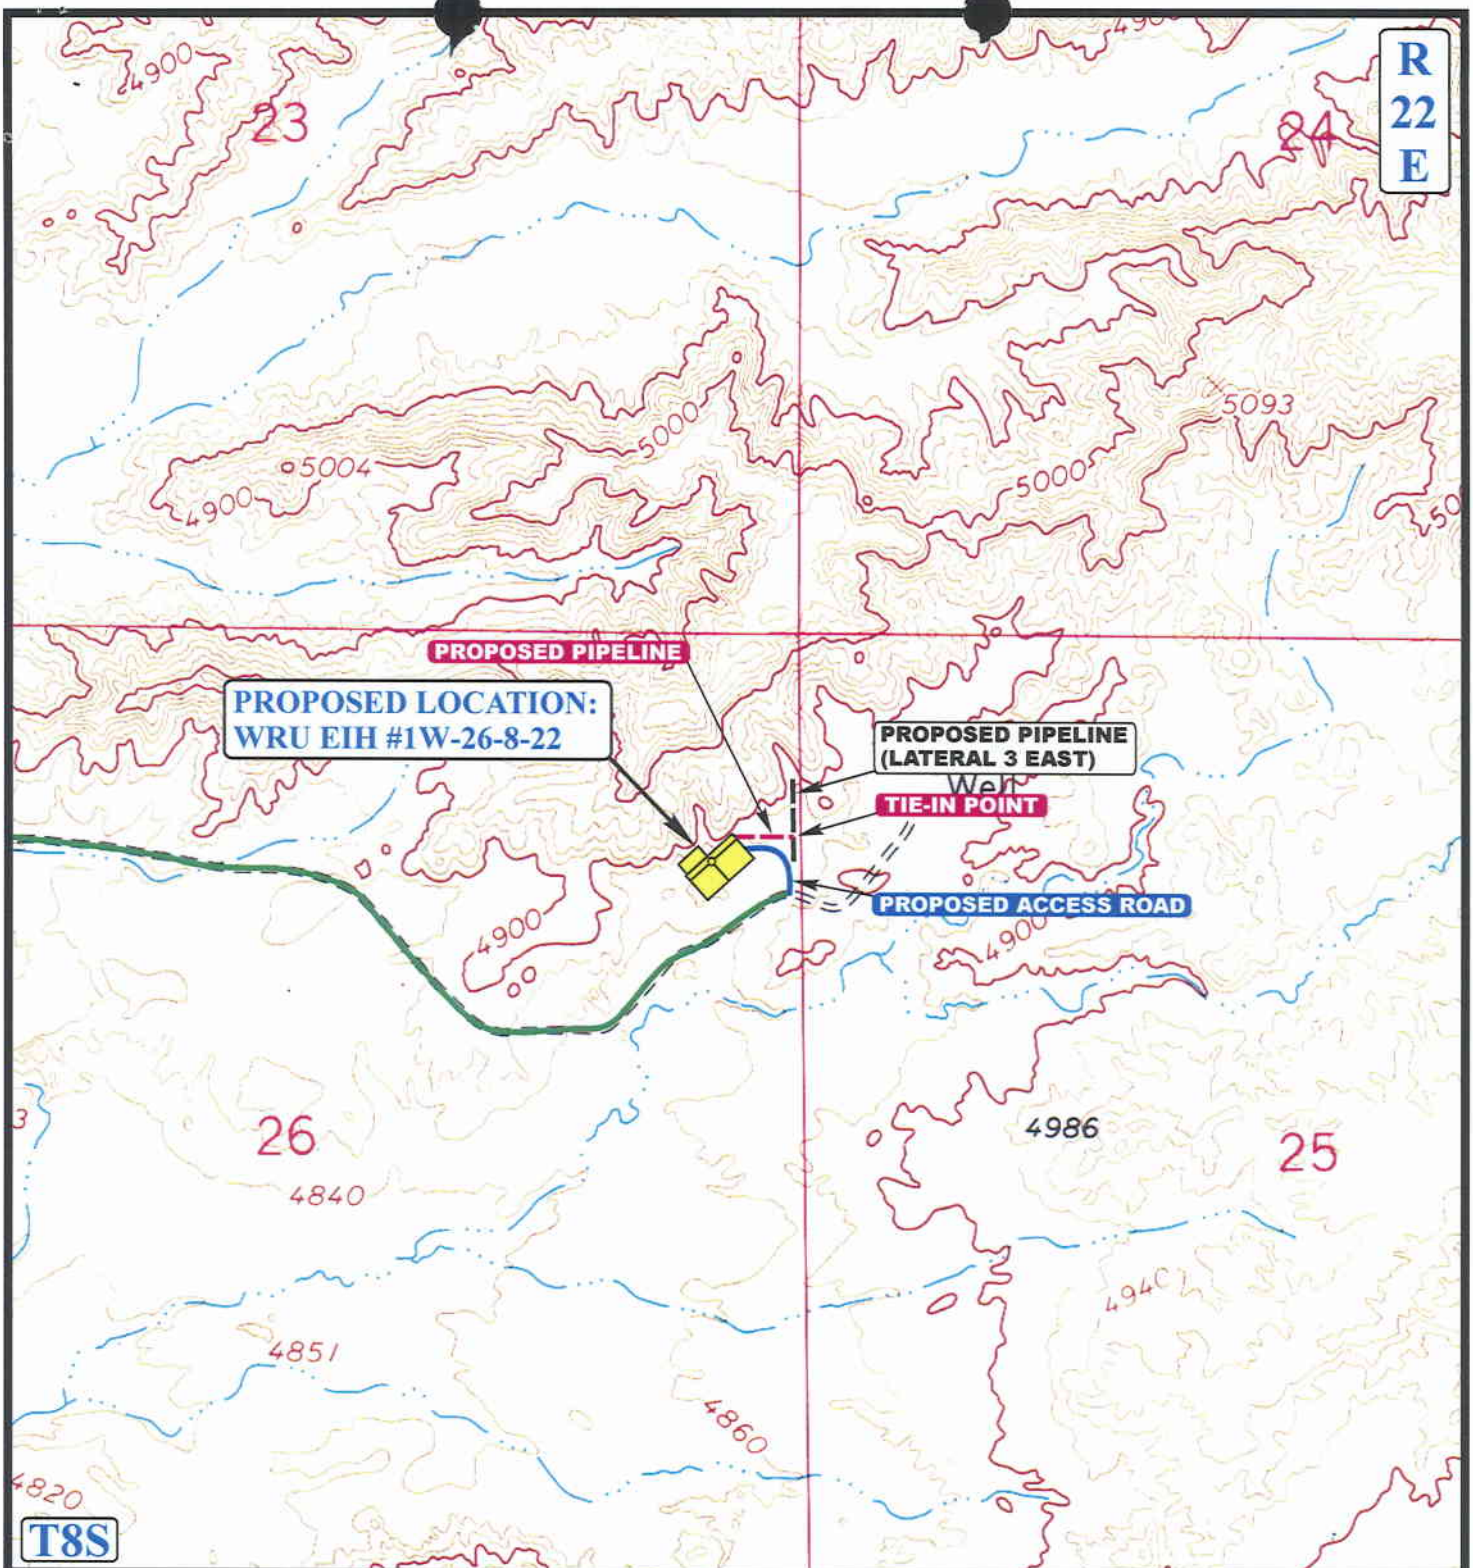 4900
R
22
E
23
24
5093
5000
5004
5000
4900
PROPOSED PIPELINE
PROPOSED LOCATION:
WRU EIH #1W-26-8-22
PROPOSED PIPELINE
(LATERAL 3 EAST)
Well
TIE-IN POINT
PROPOSED ACCESS ROAD
4900
4900
3
26
4986
25
4840
4851
4860
4820
T8S